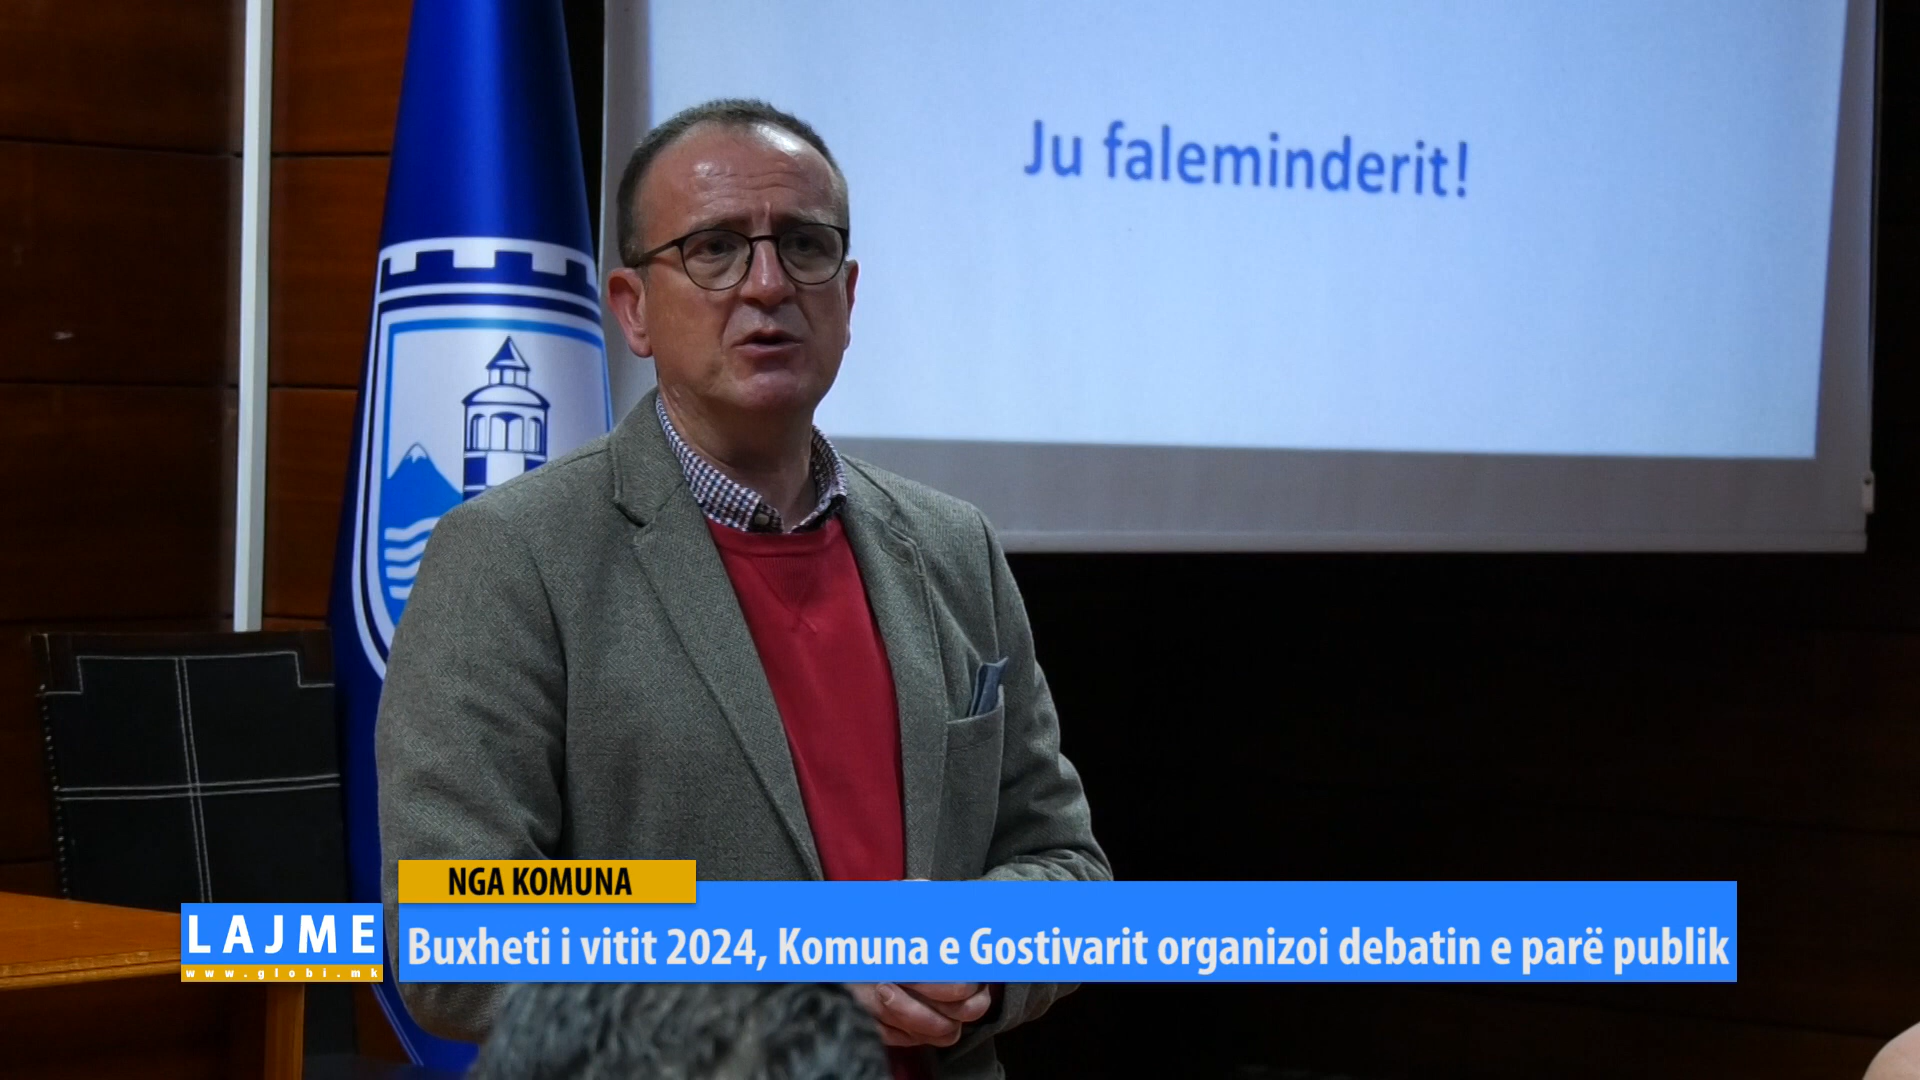 Ju faleminderit!
NGA KOMUNA
LAJME
www.globi.mk
Buxheti i vitit 2024, Komuna e Gostivarit organizoi debatin e parë publik